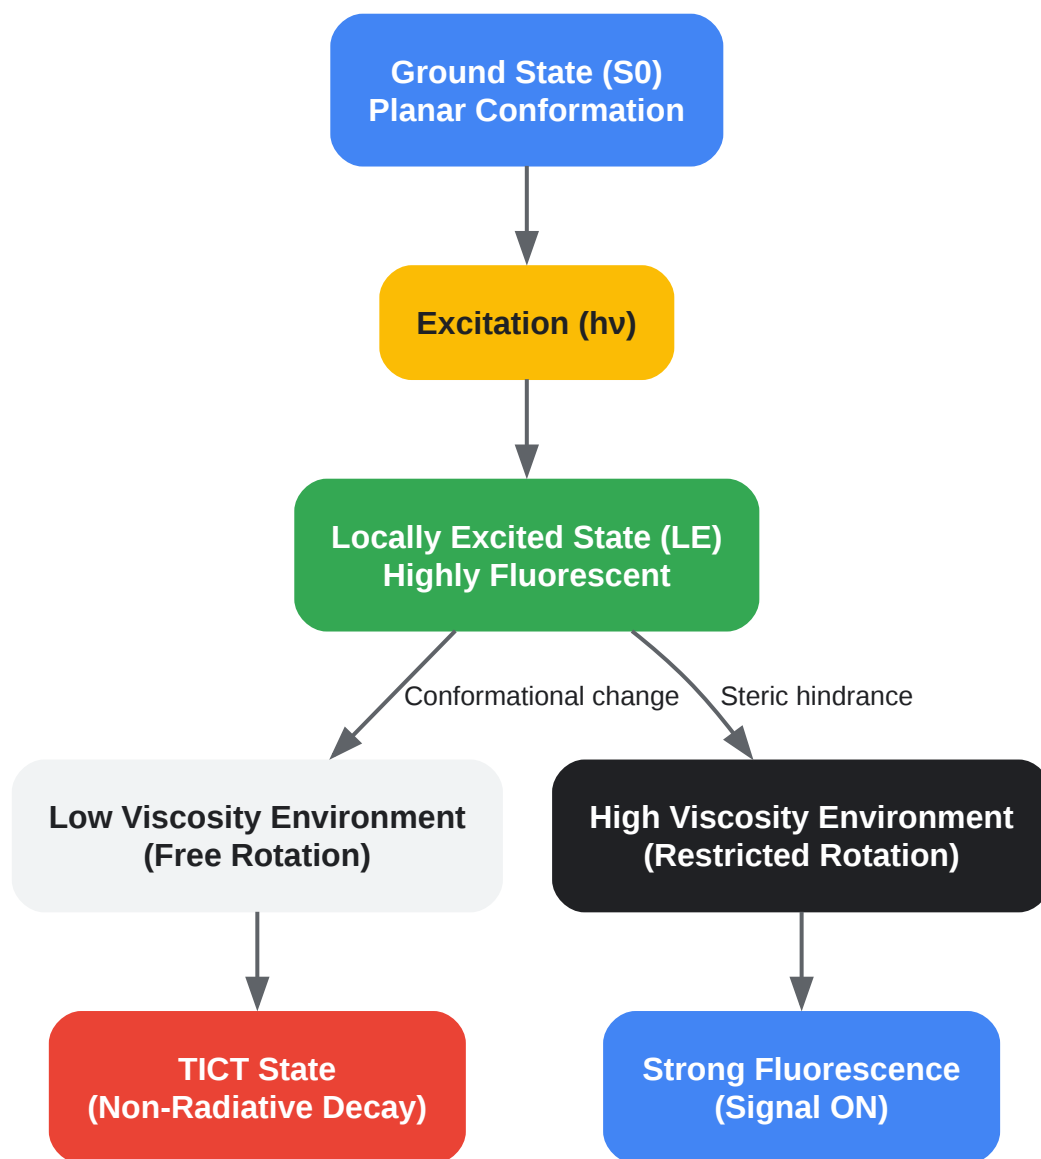 Ground State (S0)
Planar Conformation
Excitation (hν)
Locally Excited State (LE)
Highly Fluorescent
Conformational change
Steric hindrance
Low Viscosity Environment
(Free Rotation)
High Viscosity Environment
(Restricted Rotation)
TICT State
(Non-Radiative Decay)
Strong Fluorescence
(Signal ON)